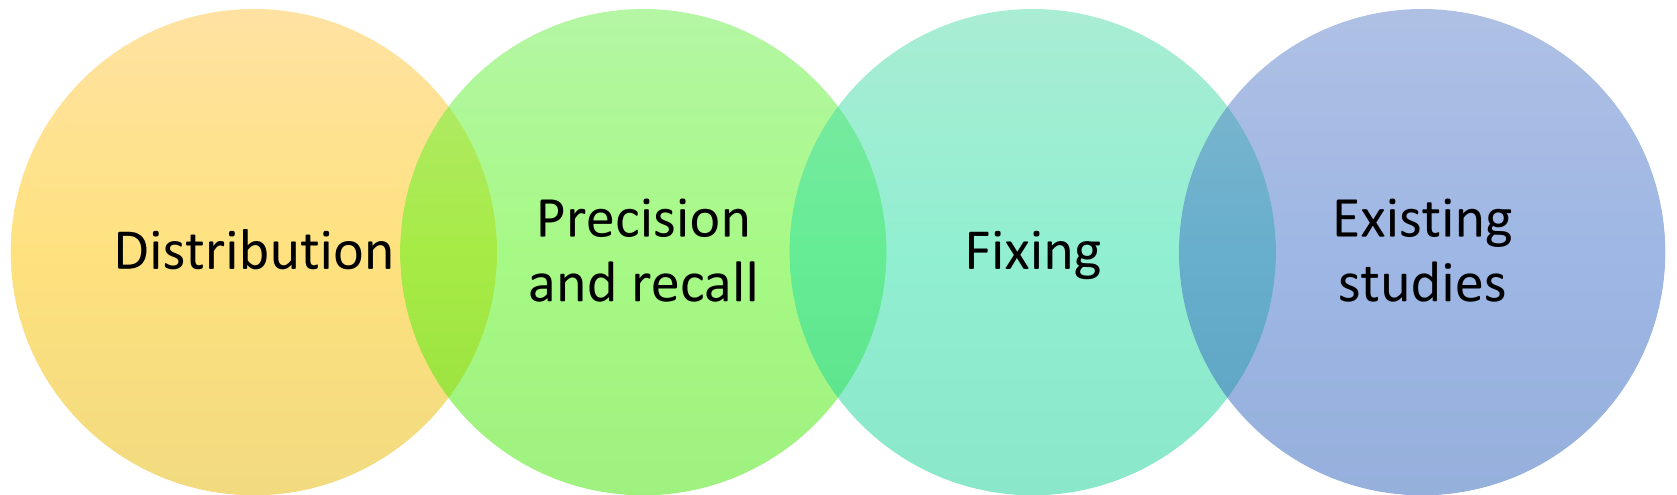 Distribution
Precision
and recall
Fixing
Existing
studies